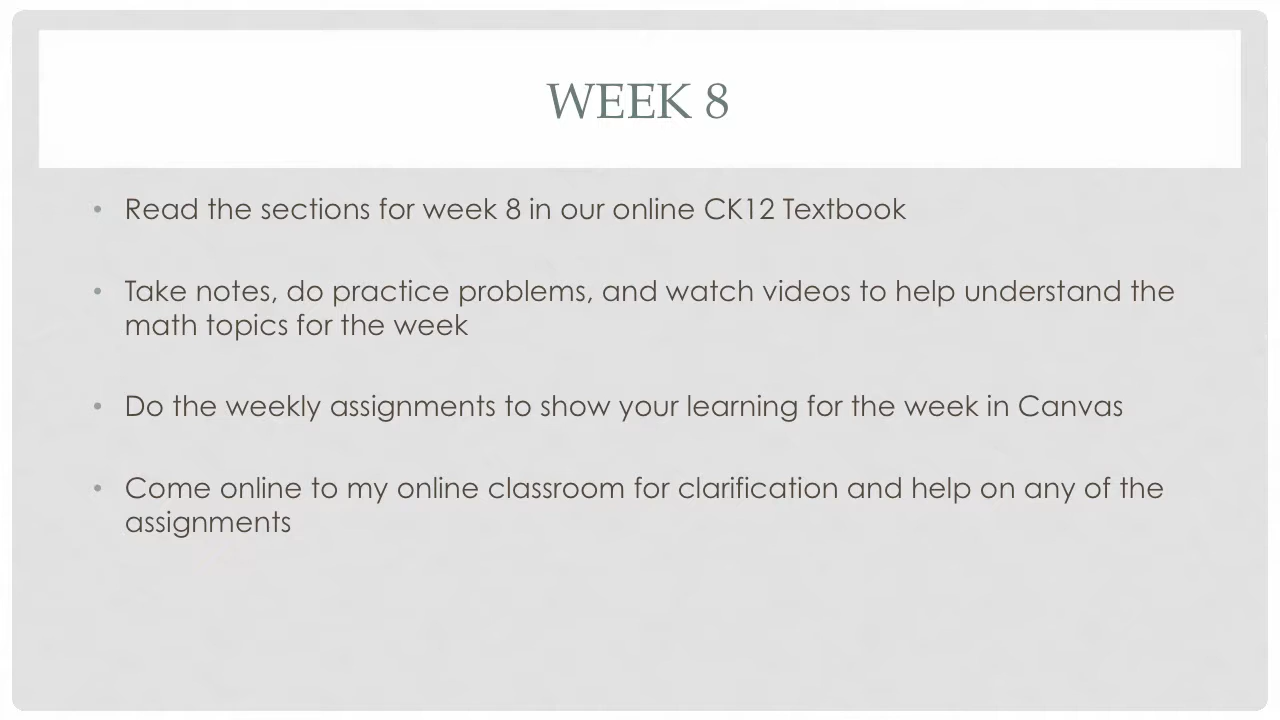 WEEK 8
• Read the sections for week 8 in our online CK12 Textbook
• Take notes, do practice problems, and watch videos to help understand the
math topics for the week
• Do the weekly assignments to show your learning for the week in Canvas
• Come online to my online classroom for clarification and help on any of the
assignments